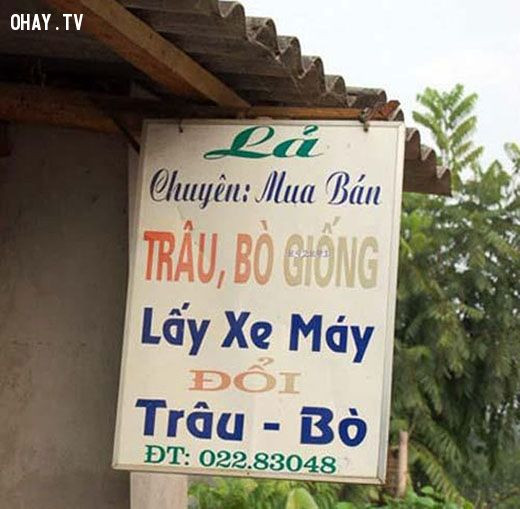 OHAY.TV
Lả
Chuyên: Mua Bán
TRÂU, BÒ GIỐNG
Lấy Xe Máy
ĐỔI
Trâu - Bò
ĐT: 022.83048